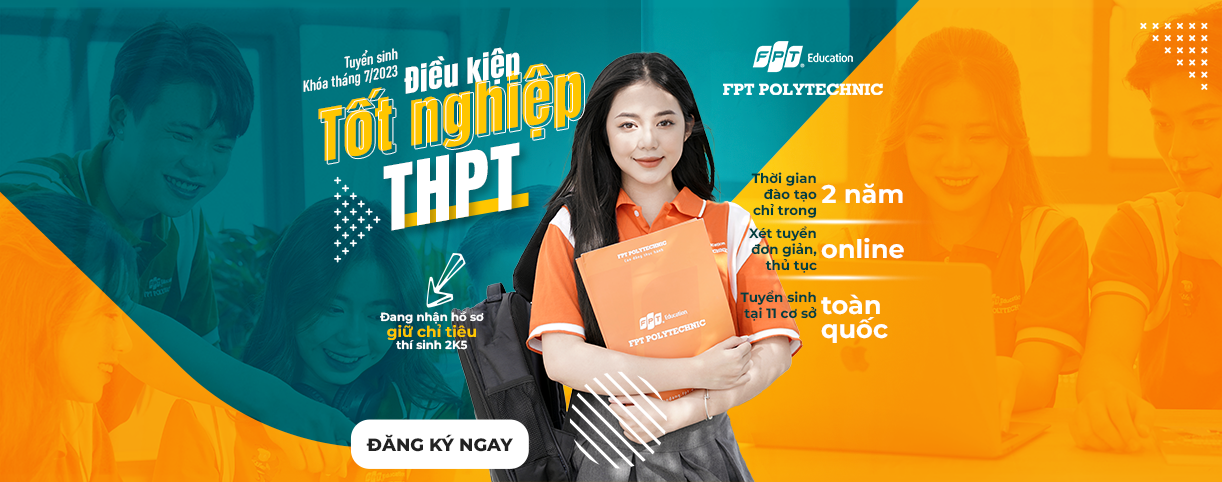 Tuyển sinh
Khóa tháng 7/2023
Điều kiện
Tốt nghiệp
THPT
Đang nhận hồ sơ
giữ chỉ tiêu
thí sinh 2K5
ĐĂNG KÝ NGAY
FPT POLYTECHNIC
FPT Education
FPT POLYTECHNIC
FPT Education
FPT POLYTECHNIC
Thời gian
đào tạo
chỉ trong
2 năm
Xét tuyển
đơn giản,
thủ tục
online
Tuyển sinh
tại 11 cơ sở
toàn
quốc